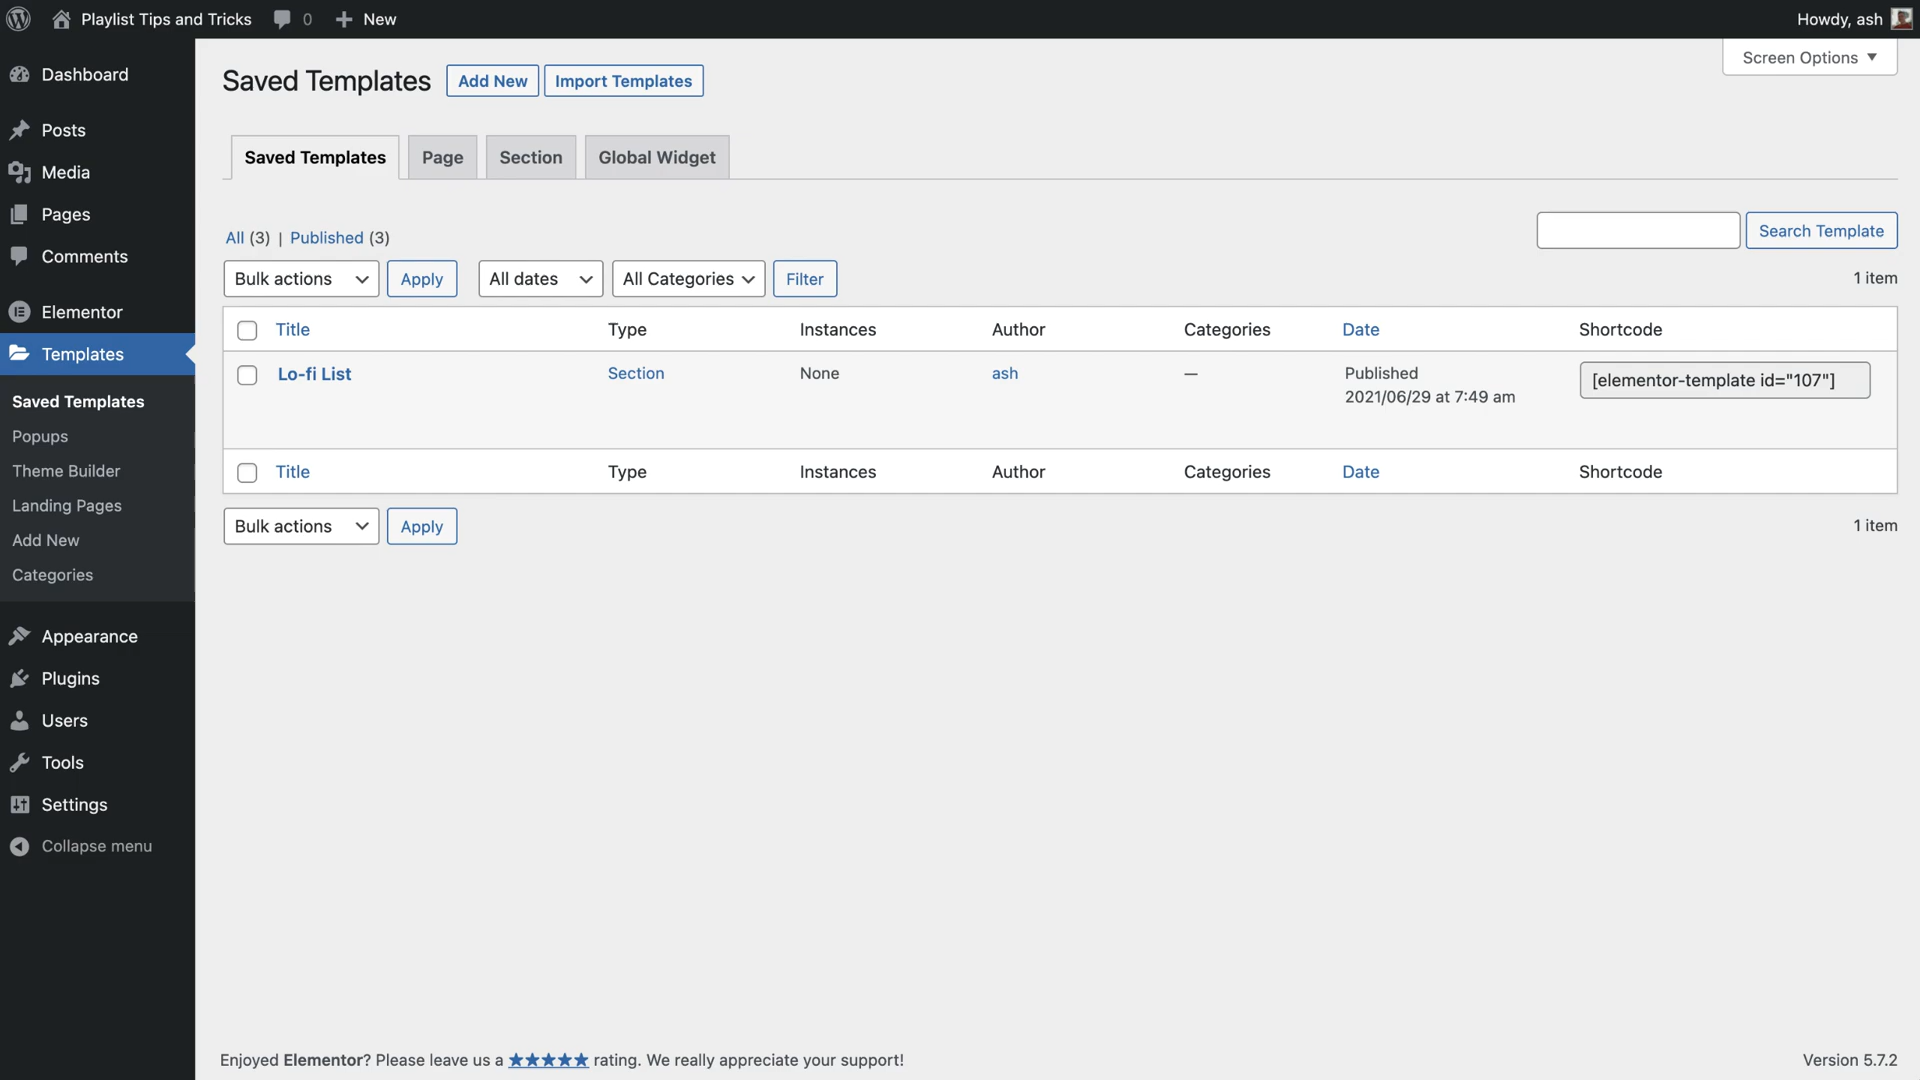 Playlist Tips and Tricks 0 New Howdy, ash
Screen Options
Dashboard
Posts
Media
Pages
Comments
Elementor
Templates
Saved Templates
Popups
Theme Builder
Landing Pages
Add New
Categories
Appearance
Plugins
Users
Tools
Settings
Collapse menu
Saved Templates Add New Import Templates
Saved Templates Page Section Global Widget
All (3) | Published (3)
Search Template
Bulk actions Apply All dates All Categories Filter 1 item
Title Type Instances Author Categories Date Shortcode
Lo-fi List Section None ash — Published [elementor-template id="107"]
2021/06/29 at 7:49 am
Title Type Instances Author Categories Date Shortcode
Bulk actions Apply 1 item
Enjoyed Elementor? Please leave us a ★★★★★ rating. We really appreciate your support! Version 5.7.2